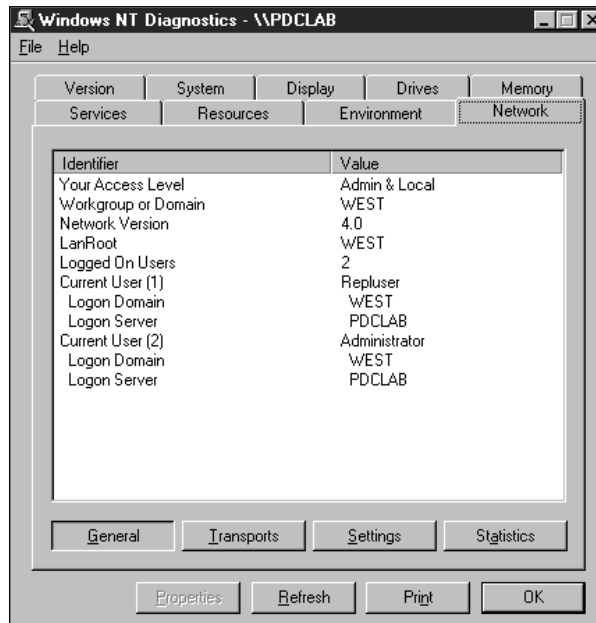 Windows NT Diagnostics - \\PDCLAB
File Help
Version System Display Drives Memory
Services Resources Environment Network
Identifier Value
Your Access Level Admin & Local
Workgroup or Domain WEST
Network Version 4.0
LanRoot WEST
Logged On Users 2
Current User (1) Repluser
Logon Domain WEST
Logon Server PDCLAB
Current User (2) Administrator
Logon Domain WEST
Logon Server PDCLAB
General Transports Settings Statistics
Properties Refresh Print OK